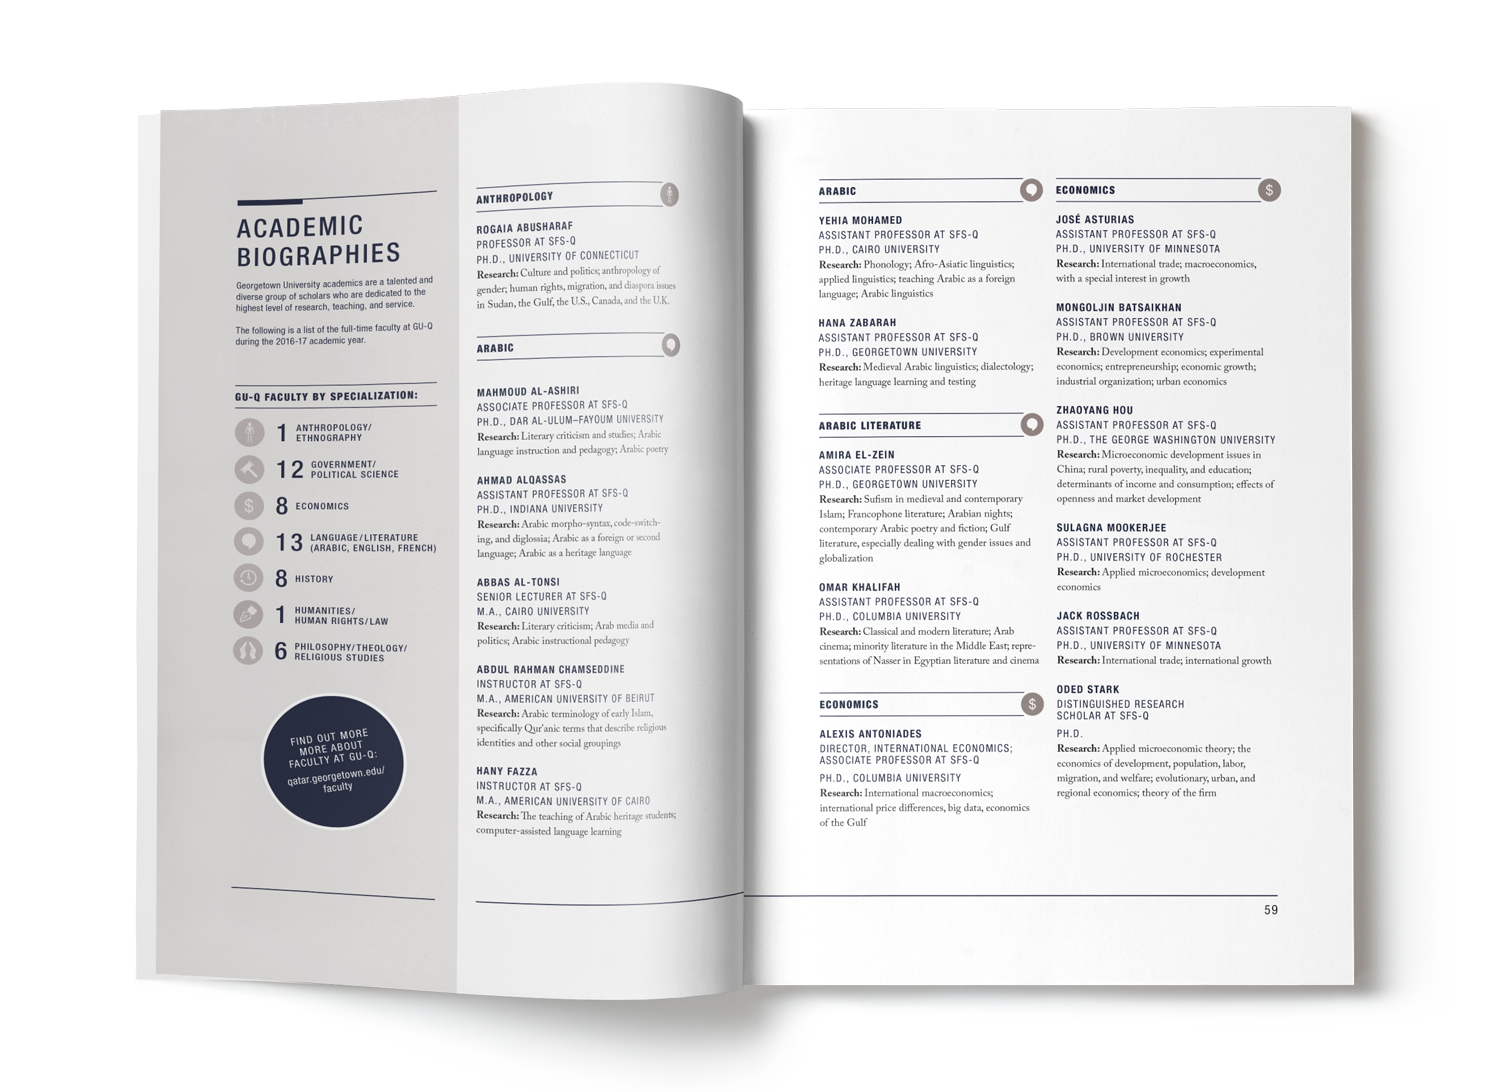 ACADEMIC
BIOGRAPHIES
Georgetown University academics are a talented and
diverse group of scholars who are dedicated to the
highest level of research, teaching, and service.
The following is a list of the full-time faculty at GU-Q
during the 2016-17 academic year.
GU-Q FACULTY BY SPECIALIZATION:
1 ANTHROPOLOGY/
ETHNOGRAPHY
12 GOVERNMENT/
POLITICAL SCIENCE
$ 8 ECONOMICS
13 LANGUAGE/LITERATURE
(ARABIC, ENGLISH, FRENCH)
8 HISTORY
1 HUMANITIES/
HUMAN RIGHTS/LAW
6 PHILOSOPHY/THEOLOGY/
RELIGIOUS STUDIES
FIND OUT MORE
MORE ABOUT
FACULTY AT GU-Q:
qatar.georgetown.edu/
faculty
ANTHROPOLOGY
ROGAIA ABUSHARAF
PROFESSOR AT SFS-Q
PH.D., UNIVERSITY OF CONNECTICUT
Research: Culture and politics; anthropology of
gender; human rights, migration, and diaspora issues
in Sudan, the Gulf, the U.S., Canada, and the U.K.
ARABIC
MAHMOUD AL-ASHIRI
ASSOCIATE PROFESSOR AT SFS-Q
PH.D., DAR AL-ULUM–FAYOUM UNIVERSITY
Research: Literary criticism and studies; Arabic
language instruction and pedagogy; Arabic poetry
AHMAD ALQASSAS
ASSISTANT PROFESSOR AT SFS-Q
PH.D., INDIANA UNIVERSITY
Research: Arabic morpho-syntax, code-switch-
ing, and diglossia; Arabic as a foreign or second
language; Arabic as a heritage language
ABBAS AL-TONSI
SENIOR LECTURER AT SFS-Q
M.A., CAIRO UNIVERSITY
Research: Literary criticism; Arab media and
politics; Arabic instructional pedagogy
ABDUL RAHMAN CHAMSEDDINE
INSTRUCTOR AT SFS-Q
M.A., AMERICAN UNIVERSITY OF BEIRUT
Research: Arabic terminology of early Islam,
specifically Qur'anic terms that describe religious
identities and other social groupings
HANY FAZZA
INSTRUCTOR AT SFS-Q
M.A., AMERICAN UNIVERSITY OF CAIRO
Research: The teaching of Arabic heritage students;
computer-assisted language learning
ARABIC
YEHIA MOHAMED
ASSISTANT PROFESSOR AT SFS-Q
PH.D., CAIRO UNIVERSITY
Research: Phonology; Afro-Asiatic linguistics;
applied linguistics; teaching Arabic as a foreign
language; Arabic linguistics
HANA ZABARAH
ASSISTANT PROFESSOR AT SFS-Q
PH.D., GEORGETOWN UNIVERSITY
Research: Medieval Arabic linguistics; dialectology;
heritage language learning and testing
ARABIC LITERATURE
AMIRA EL-ZEIN
ASSOCIATE PROFESSOR AT SFS-Q
PH.D., GEORGETOWN UNIVERSITY
Research: Sufism in medieval and contemporary
Islam; Francophone literature; Arabian nights;
contemporary Arabic poetry and fiction; Gulf
literature, especially dealing with gender issues and
globalization
OMAR KHALIFAH
ASSISTANT PROFESSOR AT SFS-Q
PH.D., COLUMBIA UNIVERSITY
Research: Classical and modern literature; Arab
cinema; minority literature in the Middle East; repre-
sentations of Nasser in Egyptian literature and cinema
ECONOMICS $
ALEXIS ANTONIADES
DIRECTOR, INTERNATIONAL ECONOMICS;
ASSOCIATE PROFESSOR AT SFS-Q
PH.D., COLUMBIA UNIVERSITY
Research: International macroeconomics;
international price differences, big data, economics
of the Gulf
ECONOMICS $
JOSÉ ASTURIAS
ASSISTANT PROFESSOR AT SFS-Q
PH.D., UNIVERSITY OF MINNESOTA
Research: International trade; macroeconomics,
with a special interest in growth
MONGOLJIN BATSAIKHAN
ASSISTANT PROFESSOR AT SFS-Q
PH.D., BROWN UNIVERSITY
Research: Development economics; experimental
economics; entrepreneurship; economic growth;
industrial organization; urban economics
ZHAOYANG HOU
ASSISTANT PROFESSOR AT SFS-Q
PH.D., THE GEORGE WASHINGTON UNIVERSITY
Research: Microeconomic development issues in
China; rural poverty, inequality, and education;
determinants of income and consumption; effects of
openness and market development
SULAGNA MOOKERJEE
ASSISTANT PROFESSOR AT SFS-Q
PH.D., UNIVERSITY OF ROCHESTER
Research: Applied microeconomics; development
economics
JACK ROSSBACH
ASSISTANT PROFESSOR AT SFS-Q
PH.D., UNIVERSITY OF MINNESOTA
Research: International trade; international growth
ODED STARK
DISTINGUISHED RESEARCH
SCHOLAR AT SFS-Q
PH.D.
Research: Applied microeconomic theory; the
economics of development, population, labor,
migration, and welfare; evolutionary, urban, and
regional economics; theory of the firm
59